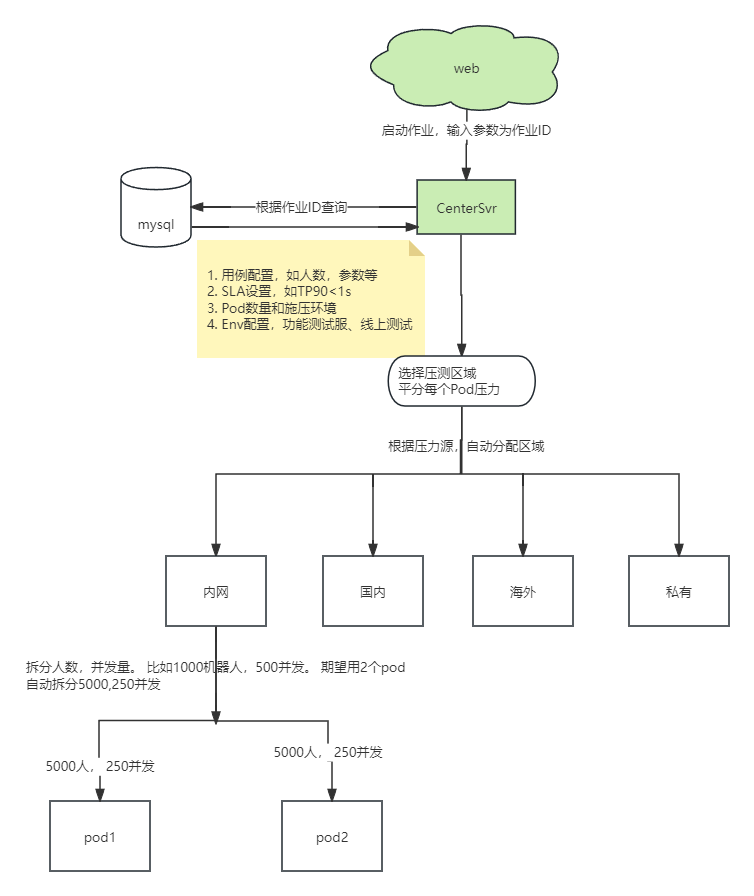 web
启动作业，输入参数为作业ID
mysql
根据作业ID查询
CenterSvr
1. 用例配置，如人数，参数等
2. SLA设置，如TP90<1s
3. Pod数量和施压环境
4. Env配置，功能测试服、线上测试
选择压测区域
平分每个Pod压力
根据压力源，自动分配区域
内网
国内
海外
私有
拆分人数，并发量。 比如1000机器人，500并发。 期望用2个pod
自动拆分5000,250并发
5000人， 250并发
5000人， 250并发
pod1
pod2